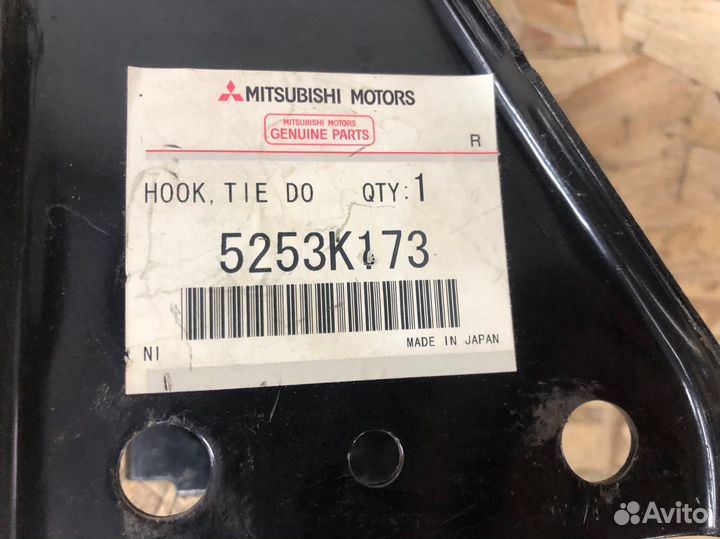 MITSUBISHI MOTORS
MITSUBISHI MOTORS
GENUINE PARTS
R
HOOK, TIE DO QTY:1
5253K173
NI
MADE IN JAPAN
Avito